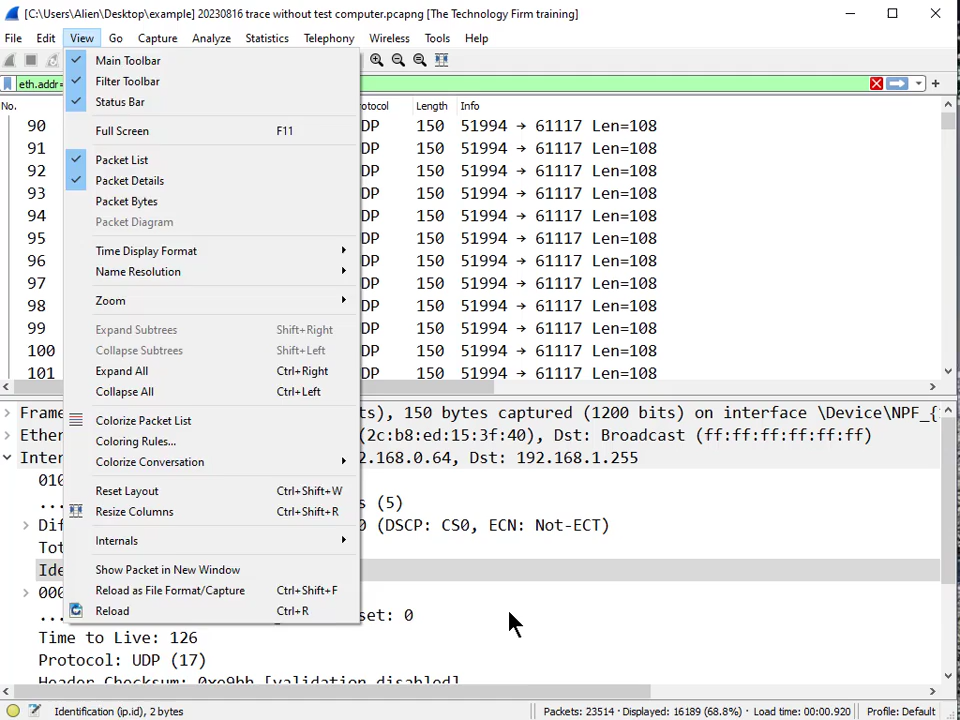 [C:\Users\Alien\Desktop\example] 20230816 trace without test computer.pcapng [The Technology Firm training]
File Edit View Go Capture Analyze Statistics Telephony Wireless Tools Help
eth.addr=
No. otocol Length Info
90 DP 150 51994 → 61117 Len=108
91 DP 150 51994 → 61117 Len=108
92 DP 150 51994 → 61117 Len=108
93 DP 150 51994 → 61117 Len=108
94 DP 150 51994 → 61117 Len=108
95 DP 150 51994 → 61117 Len=108
96 DP 150 51994 → 61117 Len=108
97 DP 150 51994 → 61117 Len=108
98 DP 150 51994 → 61117 Len=108
99 DP 150 51994 → 61117 Len=108
100 DP 150 51994 → 61117 Len=108
101 DP 150 51994 → 61117 Len=108
Main Toolbar
Filter Toolbar
Status Bar
Full Screen F11
Packet List
Packet Details
Packet Bytes
Packet Diagram
Time Display Format
Name Resolution
Zoom
Expand Subtrees Shift+Right
Collapse Subtrees Shift+Left
Expand All Ctrl+Right
Collapse All Ctrl+Left
Colorize Packet List
Coloring Rules...
Colorize Conversation
Reset Layout Ctrl+Shift+W
Resize Columns Ctrl+Shift+R
Internals
Show Packet in New Window
Reload as File Format/Capture Ctrl+Shift+F
Reload Ctrl+R
Frame ts), 150 bytes captured (1200 bits) on interface \Device\NPF_{
Ether (2c:b8:ed:15:3f:40), Dst: Broadcast (ff:ff:ff:ff:ff:ff)
Inter 2.168.0.64, Dst: 192.168.1.255
010
... s (5)
Dif 0 (DSCP: CS0, ECN: Not-ECT)
Tot
Ide
000
... set: 0
Time to Live: 126
Protocol: UDP (17)
Header Checksum: 0xe9bb [validation disabled]
Identification (ip.id), 2 bytes
Packets: 23514 · Displayed: 16189 (68.8%) · Load time: 00:00.920
Profile: Default